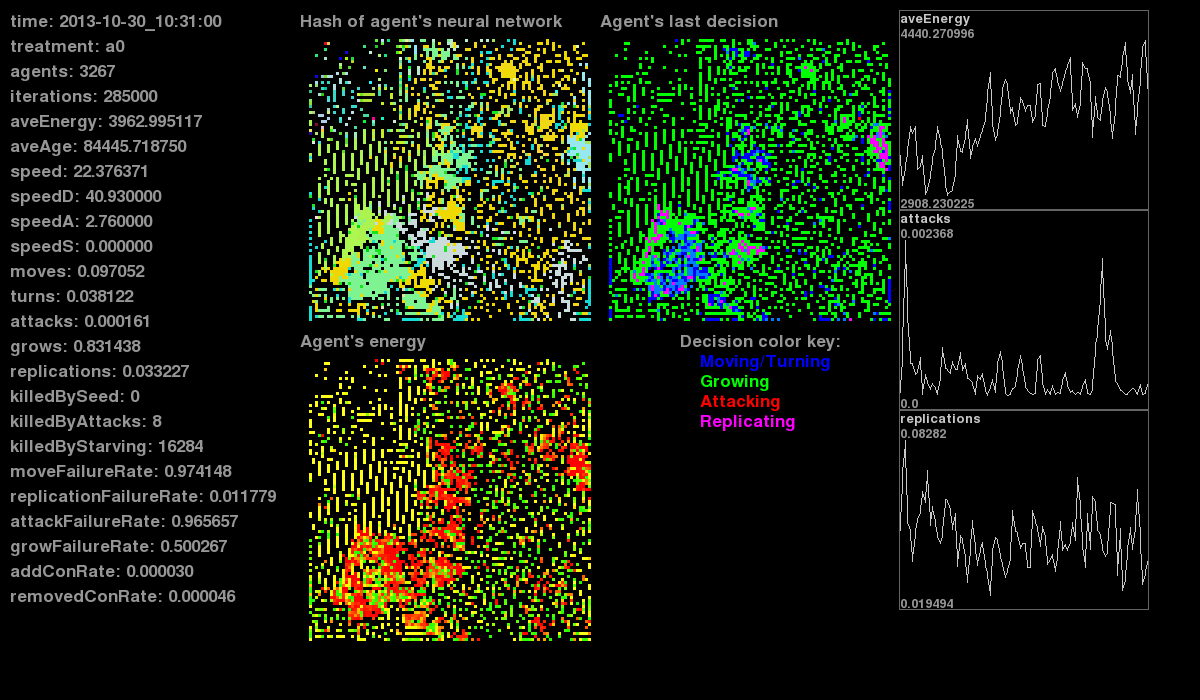 time: 2013-10-30_10:31:00
treatment: a0
agents: 3267
iterations: 285000
aveEnergy: 3962.995117
aveAge: 84445.718750
speed: 22.376371
speedD: 40.930000
speedA: 2.760000
speedS: 0.000000
moves: 0.097052
turns: 0.038122
attacks: 0.000161
grows: 0.831438
replications: 0.033227
killedBySeed: 0
killedByAttacks: 8
killedByStarving: 16284
moveFailureRate: 0.974148
replicationFailureRate: 0.011779
attackFailureRate: 0.965657
growFailureRate: 0.500267
addConRate: 0.000030
removedConRate: 0.000046
Hash of agent's neural network
Agent's last decision
Agent's energy
Decision color key:
Moving/Turning
Growing
Attacking
Replicating
aveEnergy
4440.270996
2908.230225
attacks
0.002368
0.0
replications
0.08282
0.019494